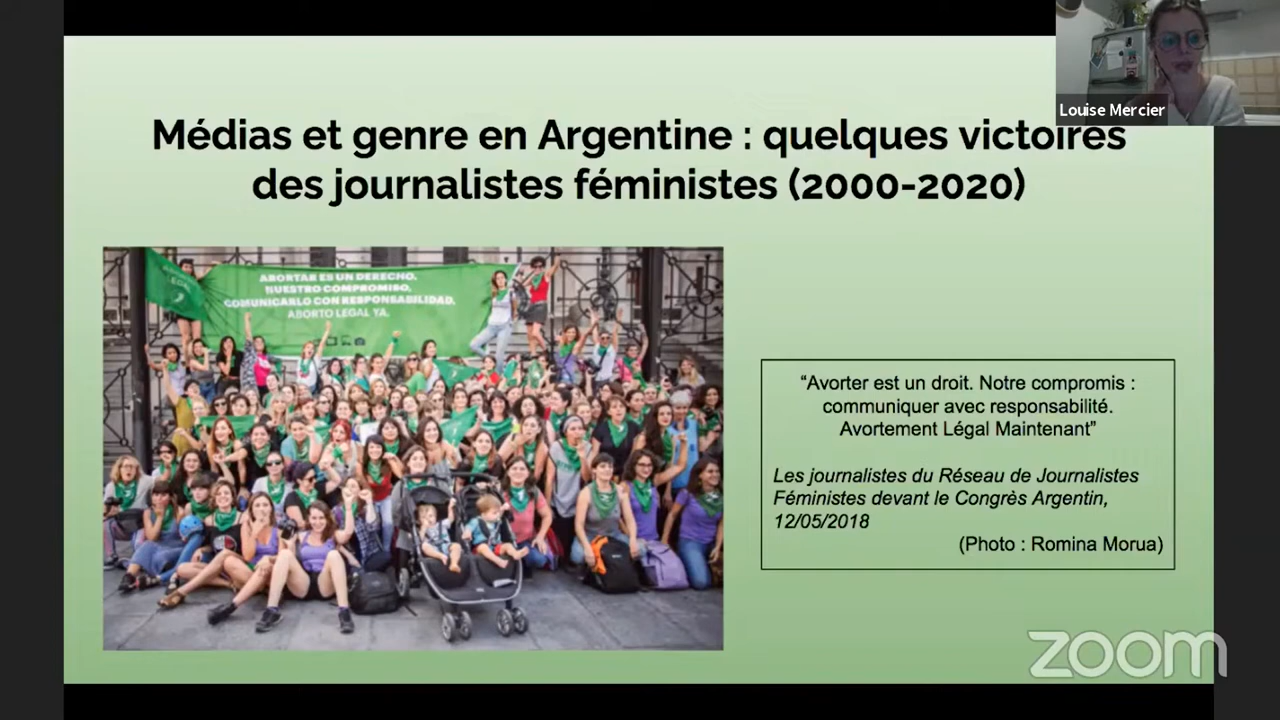 Louise Mercier
Médias et genre en Argentine : quelques victoires
des journalistes féministes (2000-2020)
ABORTAR ES UN DERECHO.
NUESTRO COMPROMISO,
COMUNICARLO CON RESPONSABILIDAD.
ABORTO LEGAL YA.
“Avorter est un droit. Notre compromis :
communiquer avec responsabilité.
Avortement Légal Maintenant”
Les journalistes du Réseau de Journalistes
Féministes devant le Congrès Argentin,
12/05/2018
(Photo : Romina Morua)
zoom